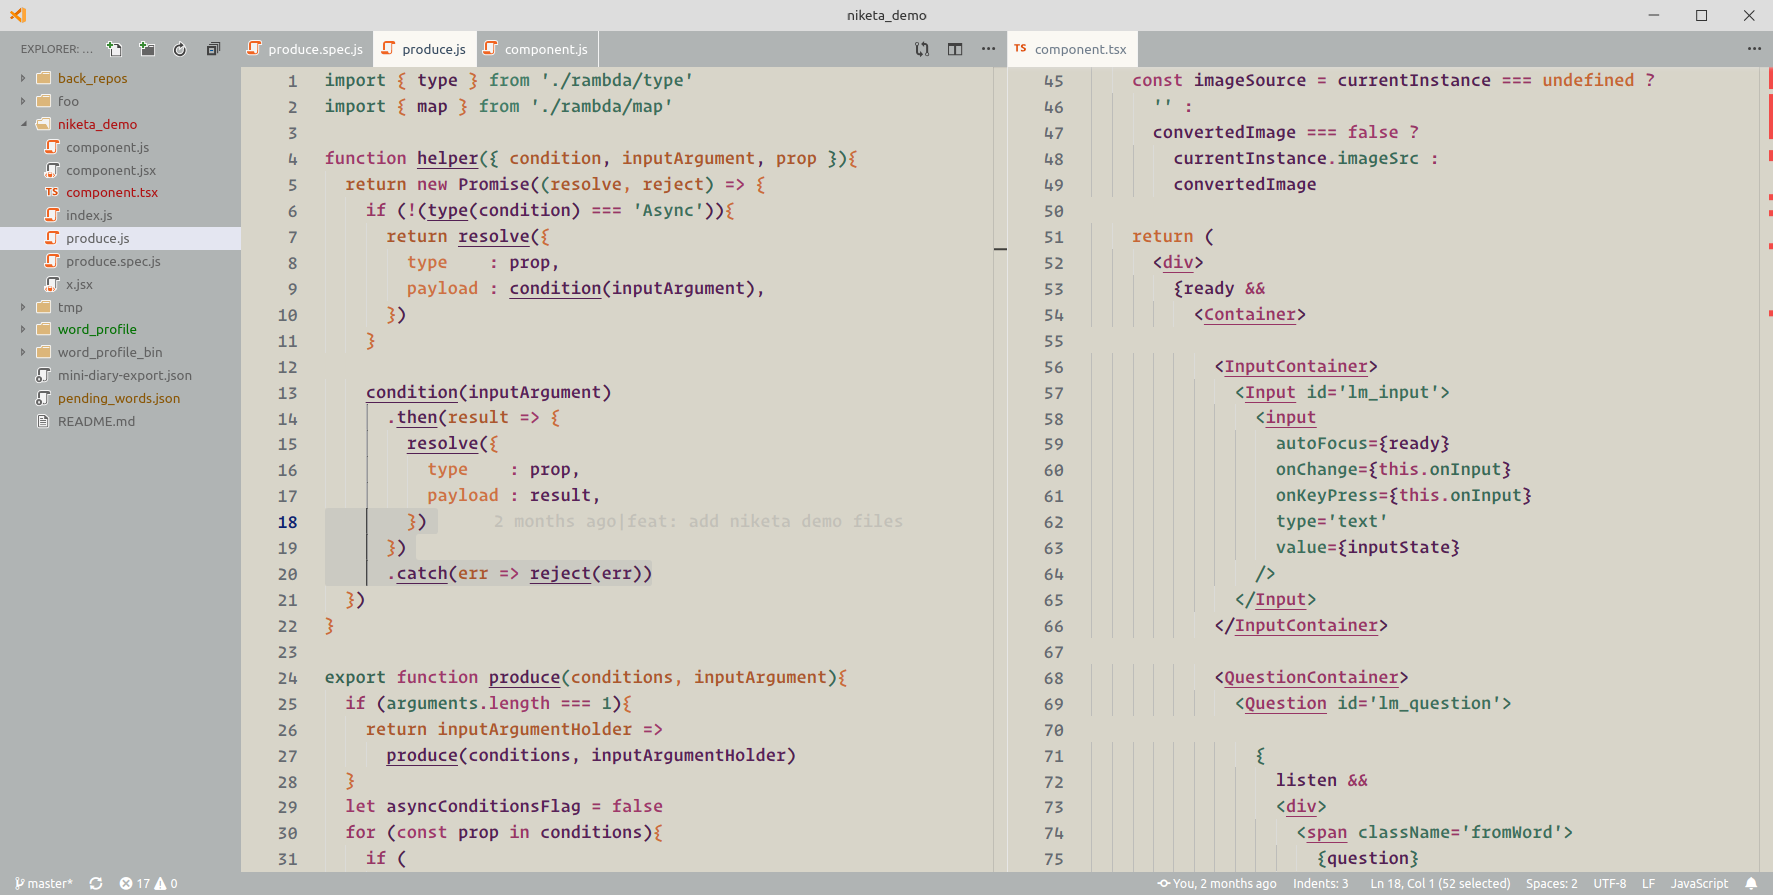 niketa_demo
EXPLORER: ...
produce.spec.js
produce.js
component.js
TS component.tsx
back_repos
foo
niketa_demo
component.js
component.jsx
TS component.tsx
index.js
produce.js
produce.spec.js
x.jsx
tmp
word_profile
word_profile_bin
mini-diary-export.json
pending_words.json
README.md
1 import { type } from './rambda/type'
2 import { map } from './rambda/map'
3
4 function helper({ condition, inputArgument, prop }){
5 return new Promise((resolve, reject) => {
6 if (!(type(condition) === 'Async')){
7 return resolve({
8 type : prop,
9 payload : condition(inputArgument),
10 })
11 }
12
13 condition(inputArgument)
14 .then(result => {
15 resolve({
16 type : prop,
17 payload : result,
18 }) 2 months ago|feat: add niketa demo files
19 })
20 .catch(err => reject(err))
21 })
22 }
23
24 export function produce(conditions, inputArgument){
25 if (arguments.length === 1){
26 return inputArgumentHolder =>
27 produce(conditions, inputArgumentHolder)
28 }
29 let asyncConditionsFlag = false
30 for (const prop in conditions){
31 if (
45 const imageSource = currentInstance === undefined ?
46 '' :
47 convertedImage === false ?
48 currentInstance.imageSrc :
49 convertedImage
50
51 return (
52 <div>
53 {ready &&
54 <Container>
55
56 <InputContainer>
57 <Input id='lm_input'>
58 <input
59 autoFocus={ready}
60 onChange={this.onInput}
61 onKeyPress={this.onInput}
62 type='text'
63 value={inputState}
64 />
65 </Input>
66 </InputContainer>
67
68 <QuestionContainer>
69 <Question id='lm_question'>
70
71 {
72 listen &&
73 <div>
74 <span className='fromWord'>
75 {question}
master* 17 0 You, 2 months ago Indents: 3 Ln 18, Col 1 (52 selected) Spaces: 2 UTF-8 LF JavaScript